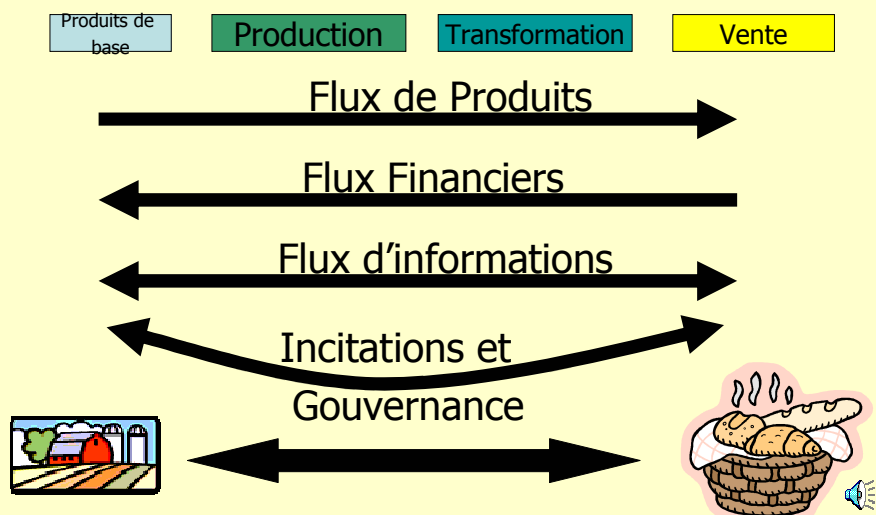 Produits de
base
Production
Transformation
Vente
Flux de Produits
Flux Financiers
Flux d’informations
Incitations et
Gouvernance